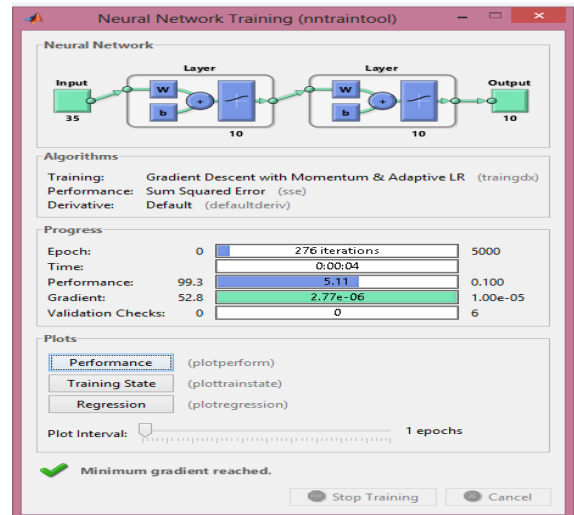 Neural Network Training (nntraintool)
Neural Network
Layer Layer
Input Output
W W
b b
+ +
35 10
10 10
Algorithms
Training: Gradient Descent with Momentum & Adaptive LR (traingdx)
Performance: Sum Squared Error (sse)
Derivative: Default (defaultderiv)
Progress
Epoch: 0 276 iterations 5000
Time: 0:00:04
Performance: 99.3 5.11 0.100
Gradient: 52.8 2.77e-06 1.00e-05
Validation Checks: 0 0 6
Plots
Performance (plotperform)
Training State (plottrainstate)
Regression (plotregression)
Plot Interval: 1 epochs
Minimum gradient reached.
Stop Training Cancel